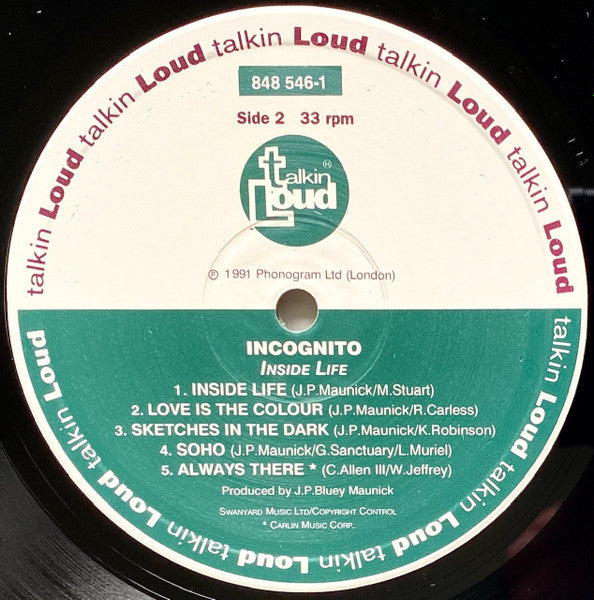 talkin Loud talkin Loud talkin Loud talkin Loud talkin Loud talkin Loud talkin Loud talkin Loud talkin Loud
848 546-1
Side 2 33 rpm
talkin Loud
℗ 1991 Phonogram Ltd (London)
INCOGNITO
INSIDE LIFE
1. INSIDE LIFE (J.P.Maunick/M.Stuart)
2. LOVE IS THE COLOUR (J.P.Maunick/R.Carless)
3. SKETCHES IN THE DARK (J.P.Maunick/K.Robinson)
4. SOHO (J.P.Maunick/G.Sanctuary/L.Muriel)
5. ALWAYS THERE * (C.Allen III/W.Jeffrey)
Produced by J.P.Bluey Maunick
SWANYARD MUSIC LTD/COPYRIGHT CONTROL
* CARLIN MUSIC CORP.